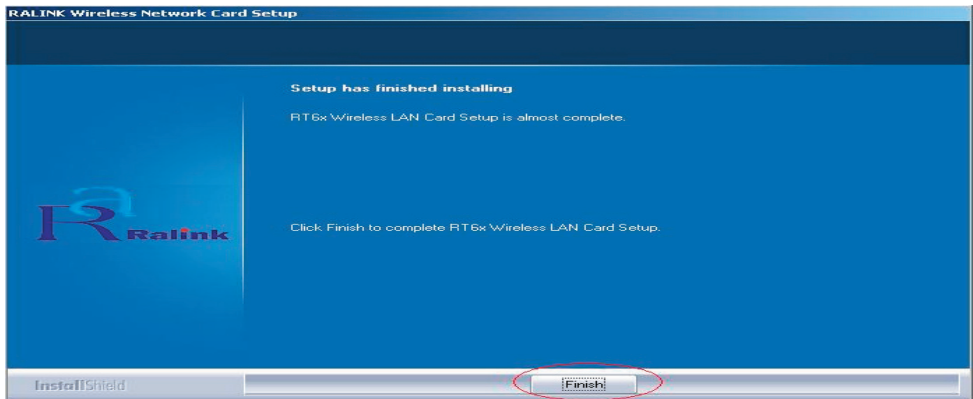 RALINK Wireless Network Card Setup
Setup has finished installing
RT6x Wireless LAN Card Setup is almost complete.
Ralink
Click Finish to complete RT6x Wireless LAN Card Setup.
InstallShield
Finish